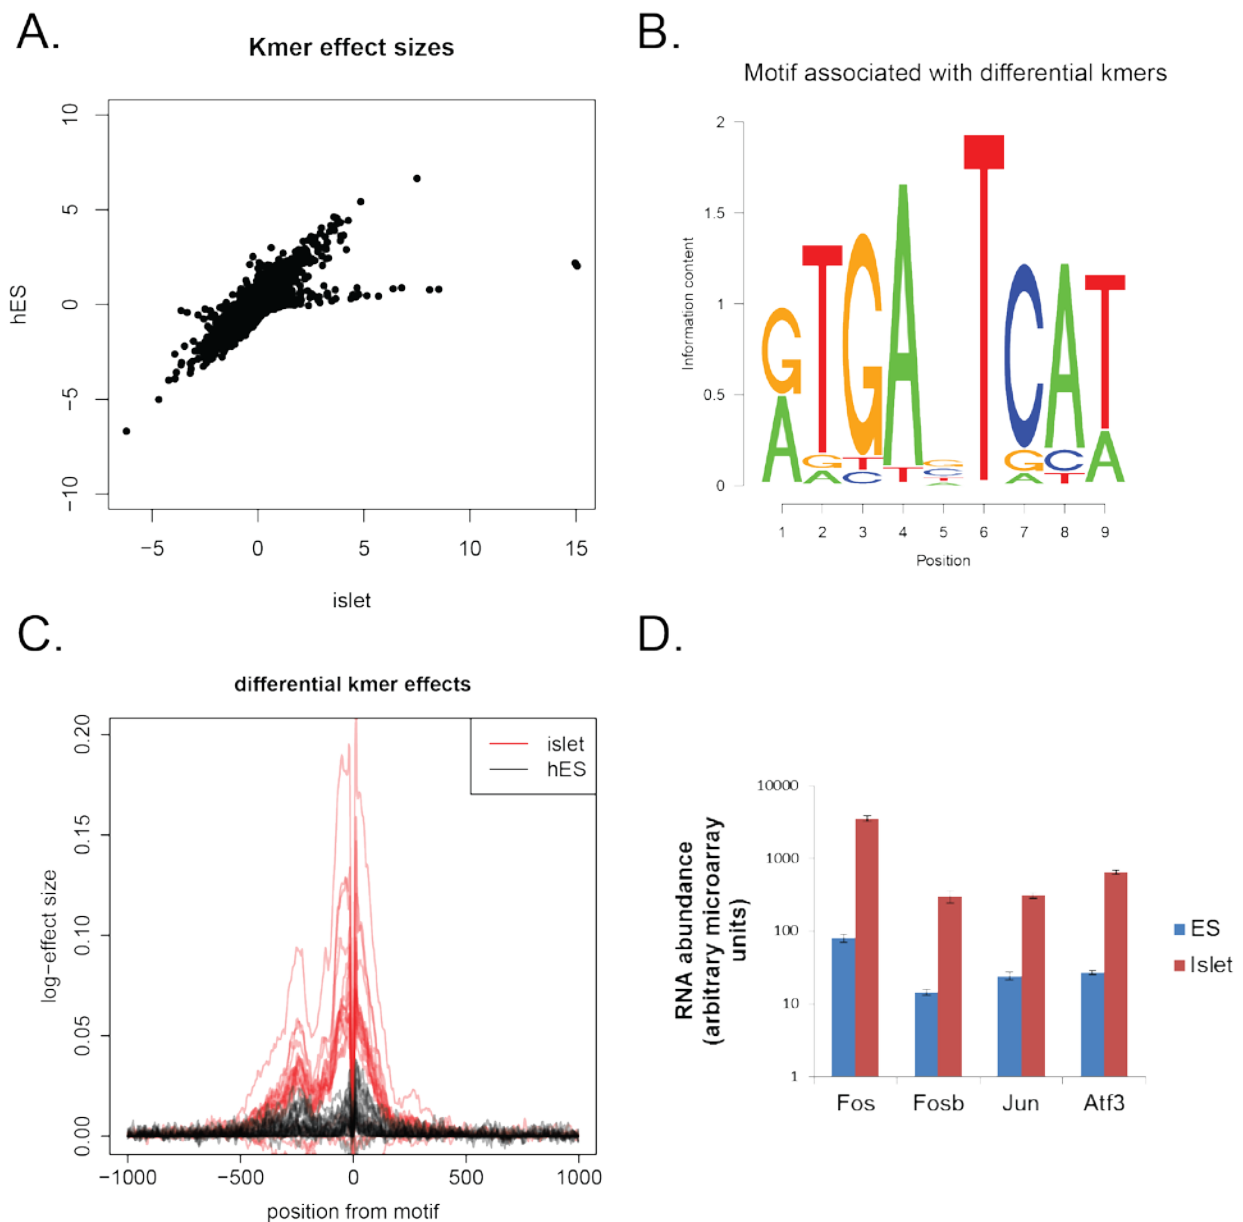 A.
Kmer effect sizes
hES
10
5
0
−5
−10
−5 0 5 10 15
islet
B.
Motif associated with differential kmers
Information content
2
1.5
1
0.5
0
1 2 3 4 5 6 7 8 9
Position
C.
differential kmer effects
log−effect size
0.20
0.15
0.10
0.05
0.00
islet
hES
−1000 −500 0 500 1000
position from motif
D.
RNA abundance
(arbitrary microarray
units)
10000
1000
100
10
1
Fos Fosb Jun Atf3
ES
Islet